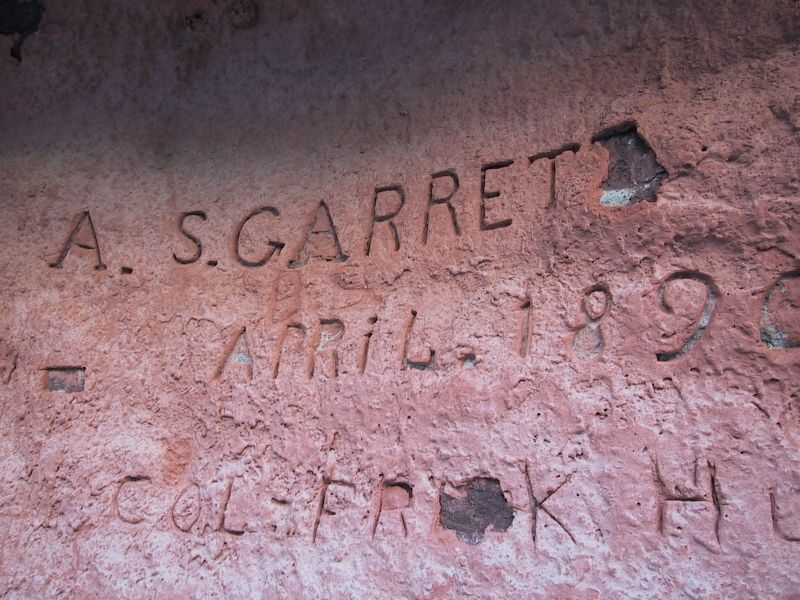 A. S. GARRET
APRIL. 189
COL-FR